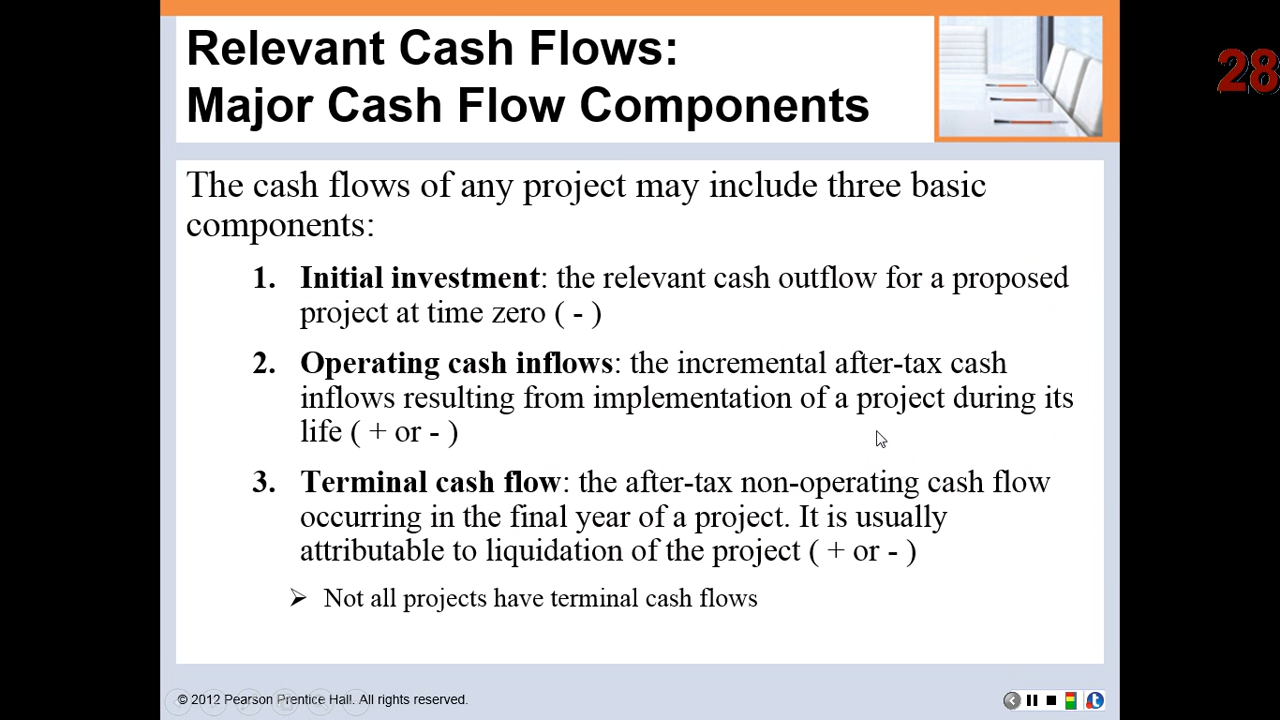 Relevant Cash Flows:
Major Cash Flow Components
28
The cash flows of any project may include three basic
components:
1. Initial investment: the relevant cash outflow for a proposed
project at time zero ( - )
2. Operating cash inflows: the incremental after-tax cash
inflows resulting from implementation of a project during its
life ( + or - )
3. Terminal cash flow: the after-tax non-operating cash flow
occurring in the final year of a project. It is usually
attributable to liquidation of the project ( + or - )
➢ Not all projects have terminal cash flows
© 2012 Pearson Prentice Hall. All rights reserved.